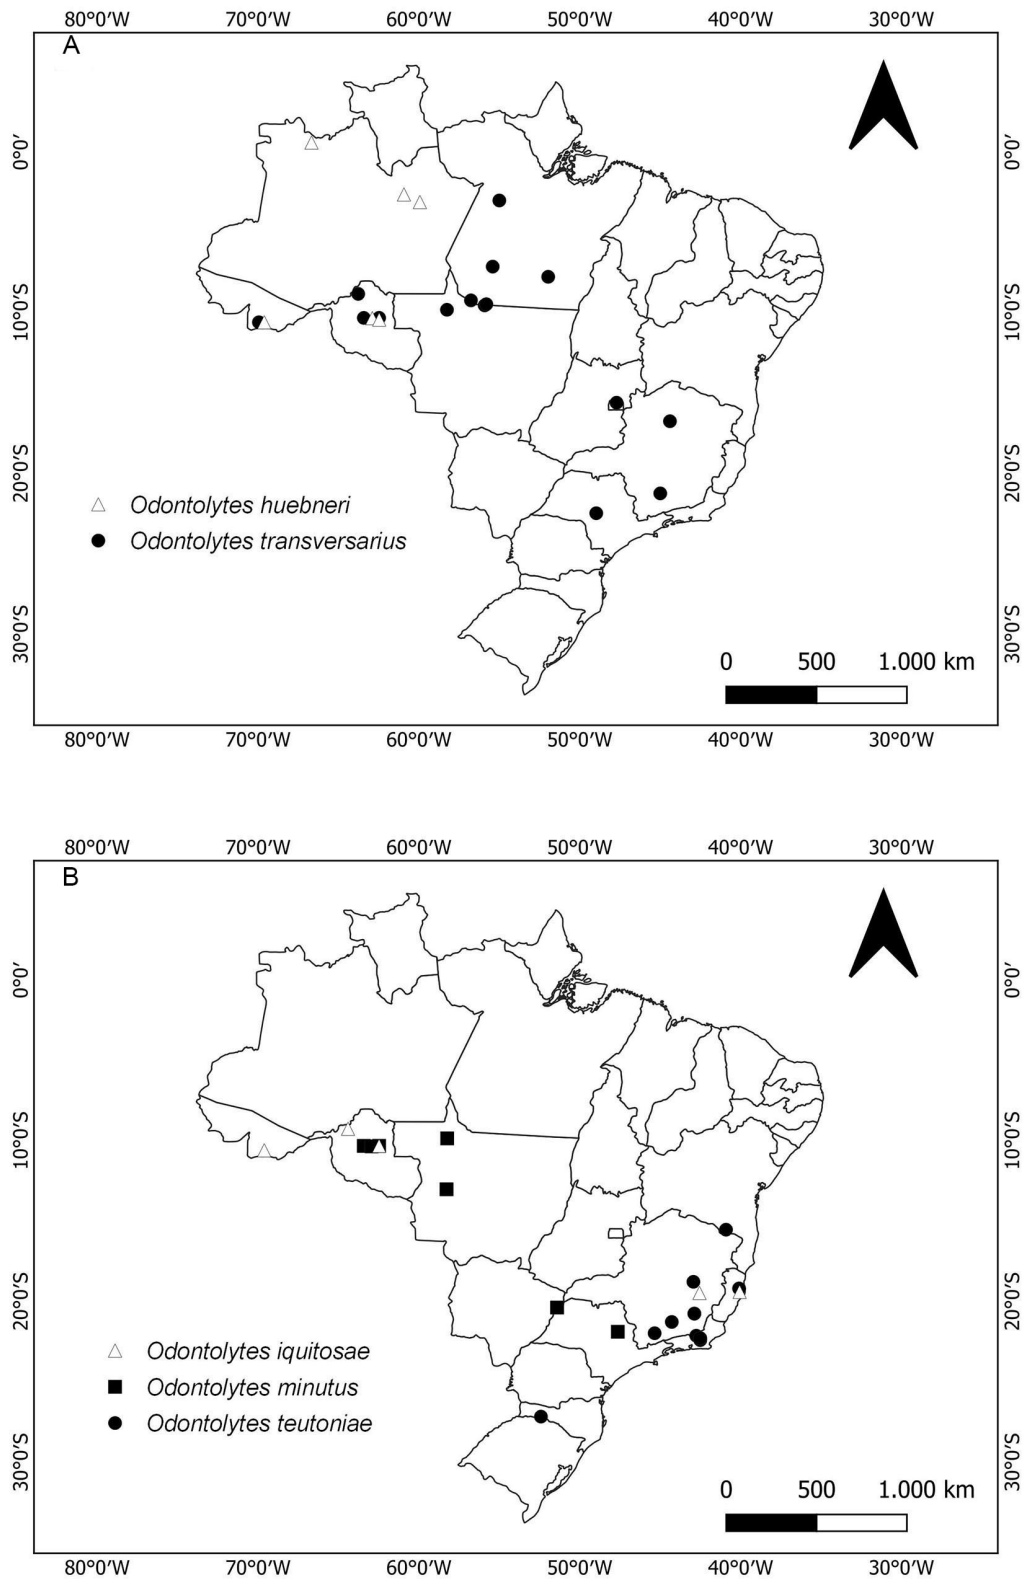 80°0′W 70°0′W 60°0′W 50°0′W 40°0′W 30°0′W
A
0°0′ 0°0′
10°0′S 10°0′S
20°0′S 20°0′S
Odontolytes huebneri
Odontolytes transversarius
30°0′S 30°0′S
0 500 1.000 km
80°0′W 70°0′W 60°0′W 50°0′W 40°0′W 30°0′W
80°0′W 70°0′W 60°0′W 50°0′W 40°0′W 30°0′W
B
0°0′ 0°0′
10°0′S 10°0′S
20°0′S 20°0′S
Odontolytes iquitosae
Odontolytes minutus
Odontolytes teutoniae
30°0′S 30°0′S
0 500 1.000 km
80°0′W 70°0′W 60°0′W 50°0′W 40°0′W 30°0′W